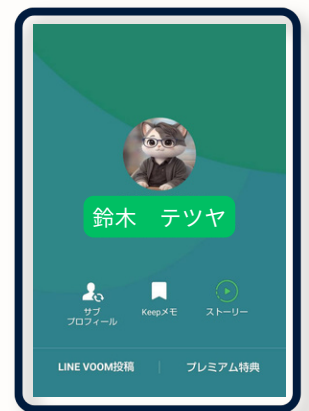 鈴木　テツヤ
サブ
プロフィール
Keepメモ
ストーリー
LINE VOOM投稿
プレミアム特典